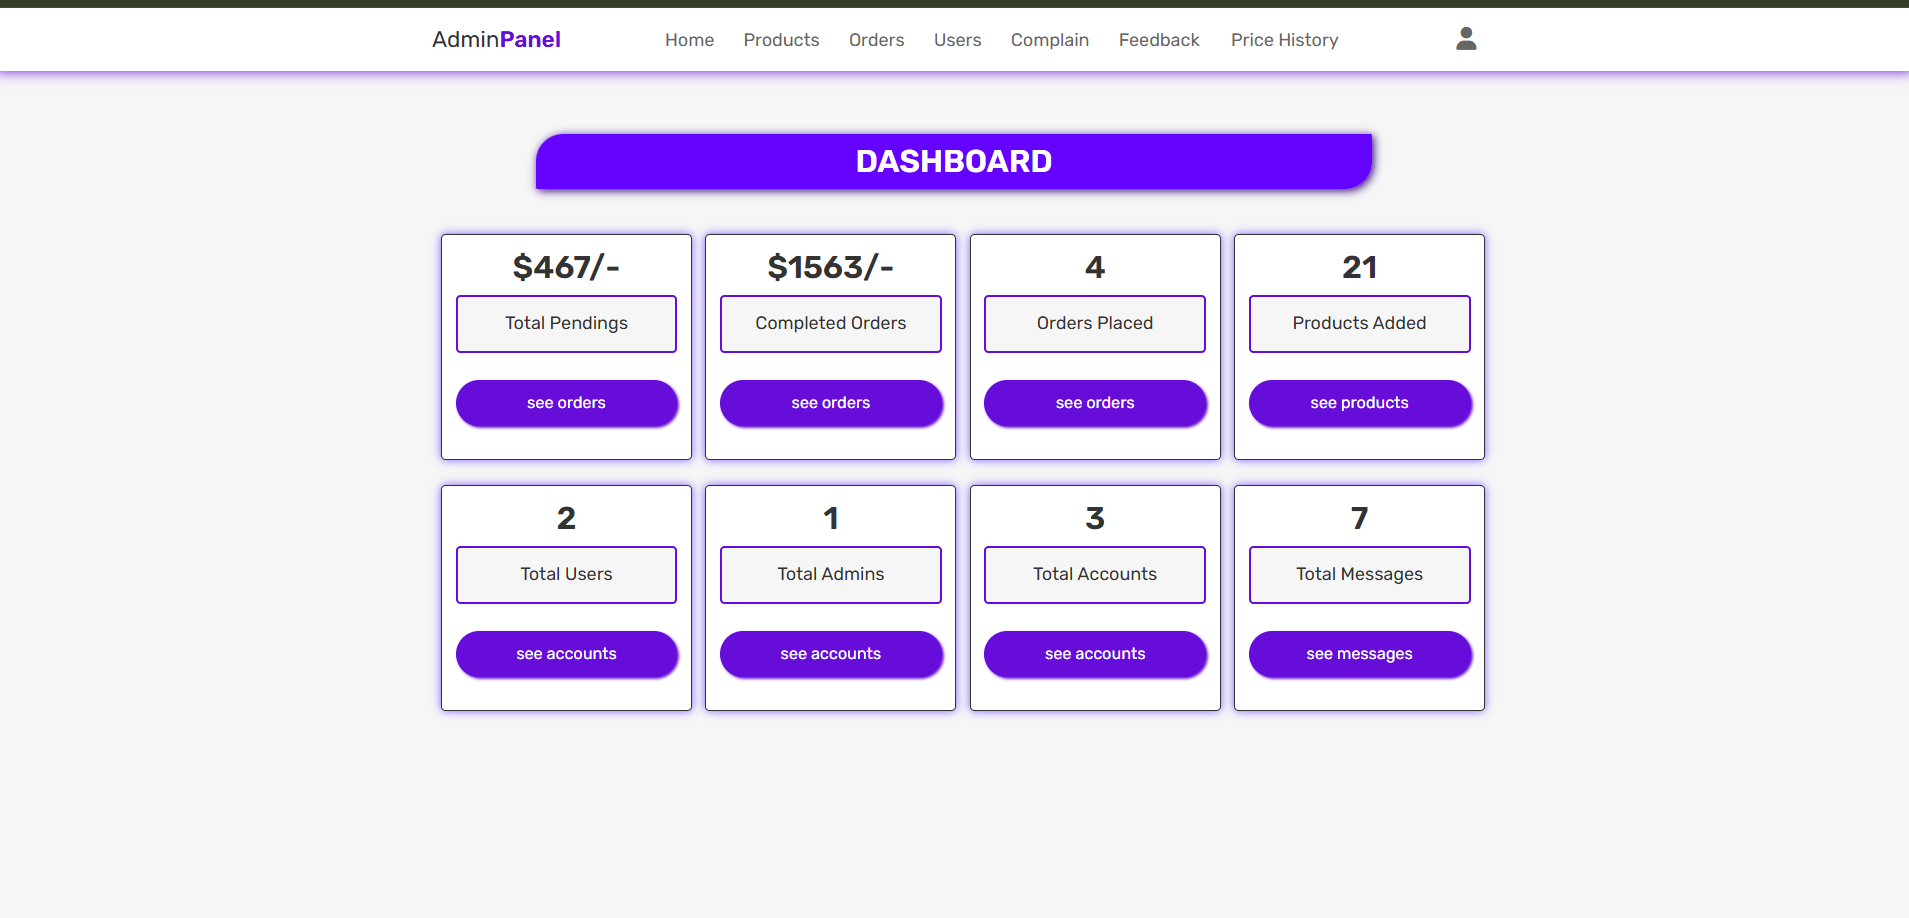 AdminPanel Home Products Orders Users Complain Feedback Price History
DASHBOARD
$467/- $1563/- 4 21
Total Pendings Completed Orders Orders Placed Products Added
see orders see orders see orders see products
2 1 3 7
Total Users Total Admins Total Accounts Total Messages
see accounts see accounts see accounts see messages